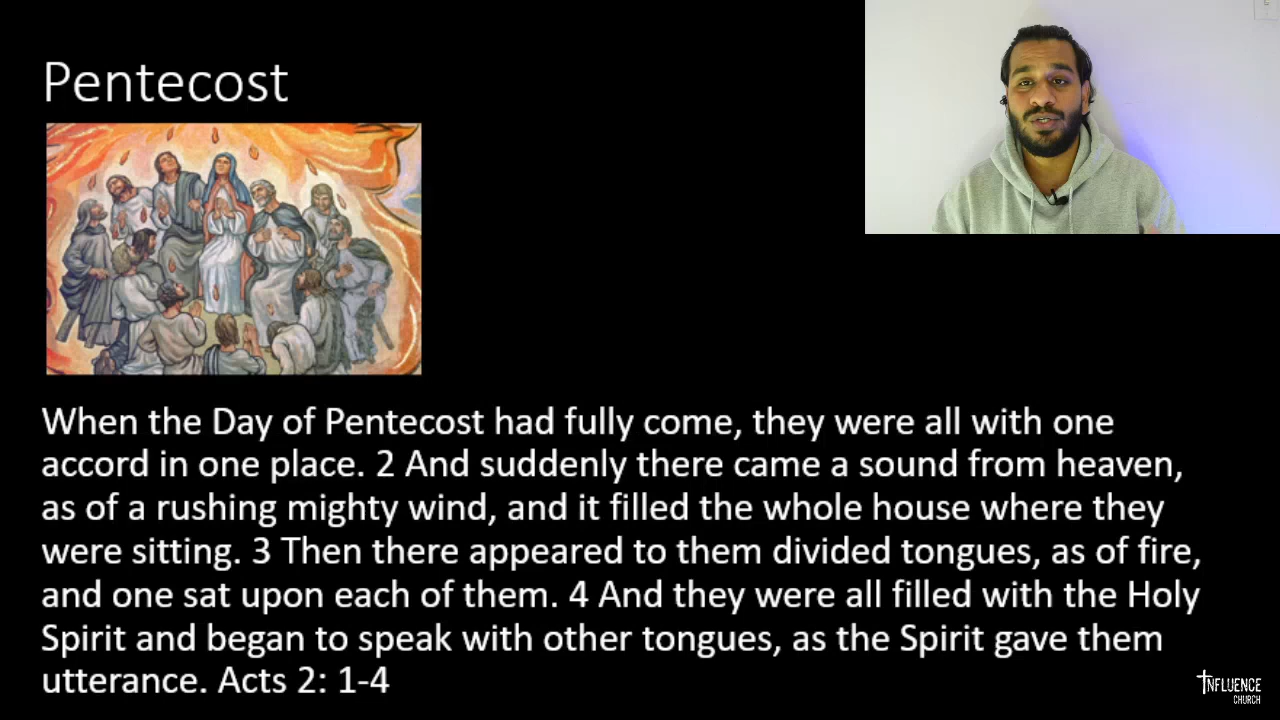 Pentecost
When the Day of Pentecost had fully come, they were all with one
accord in one place. 2 And suddenly there came a sound from heaven,
as of a rushing mighty wind, and it filled the whole house where they
were sitting. 3 Then there appeared to them divided tongues, as of fire,
and one sat upon each of them. 4 And they were all filled with the Holy
Spirit and began to speak with other tongues, as the Spirit gave them
utterance. Acts 2: 1-4
INFLUENCE
CHURCH